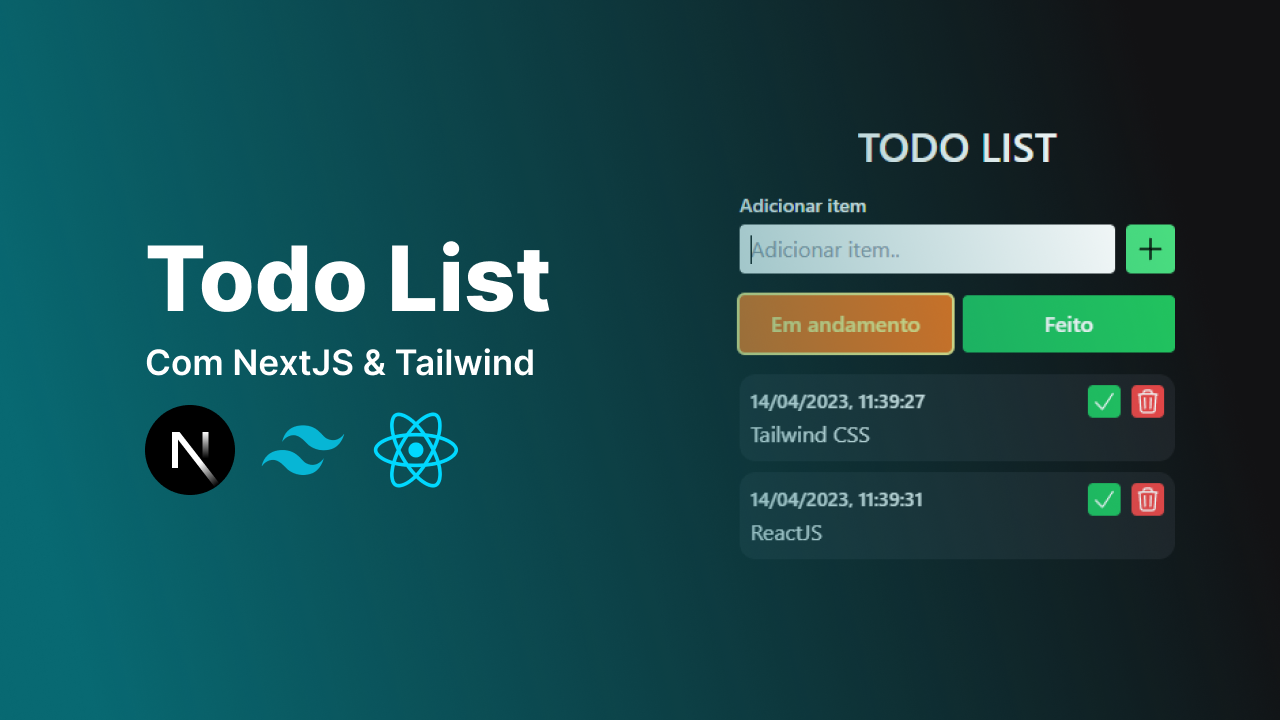 Todo List
Com NextJS & Tailwind
N
TODO LIST
Adicionar item
Adicionar item..
Em andamento
Feito
14/04/2023, 11:39:27
Tailwind CSS
14/04/2023, 11:39:31
ReactJS